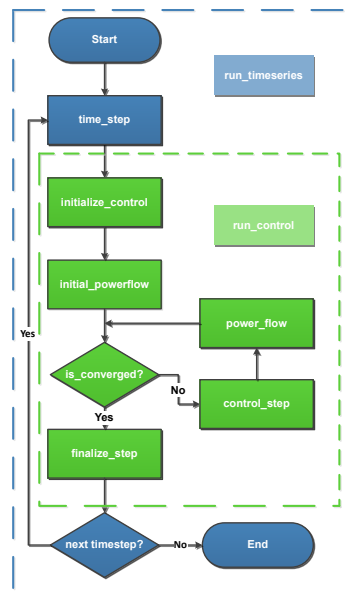 Start
run_timeseries
time_step
initialize_control
run_control
initial_powerflow
power_flow
Yes
is_converged?
No
control_step
Yes
finalize_step
next timestep?
No
End